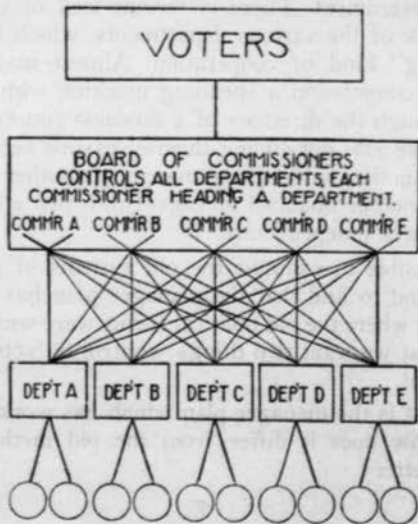 VOTERS
BOARD OF COMMISSIONERS
CONTROLS ALL DEPARTMENTS, EACH
COMMISSIONER HEADING A DEPARTMENT.
COMM'R A COMM'R B COMM'R C COMM'R D COMM'R E
DEP'T A DEP'T B DEP'T C DEP'T D DEP'T E